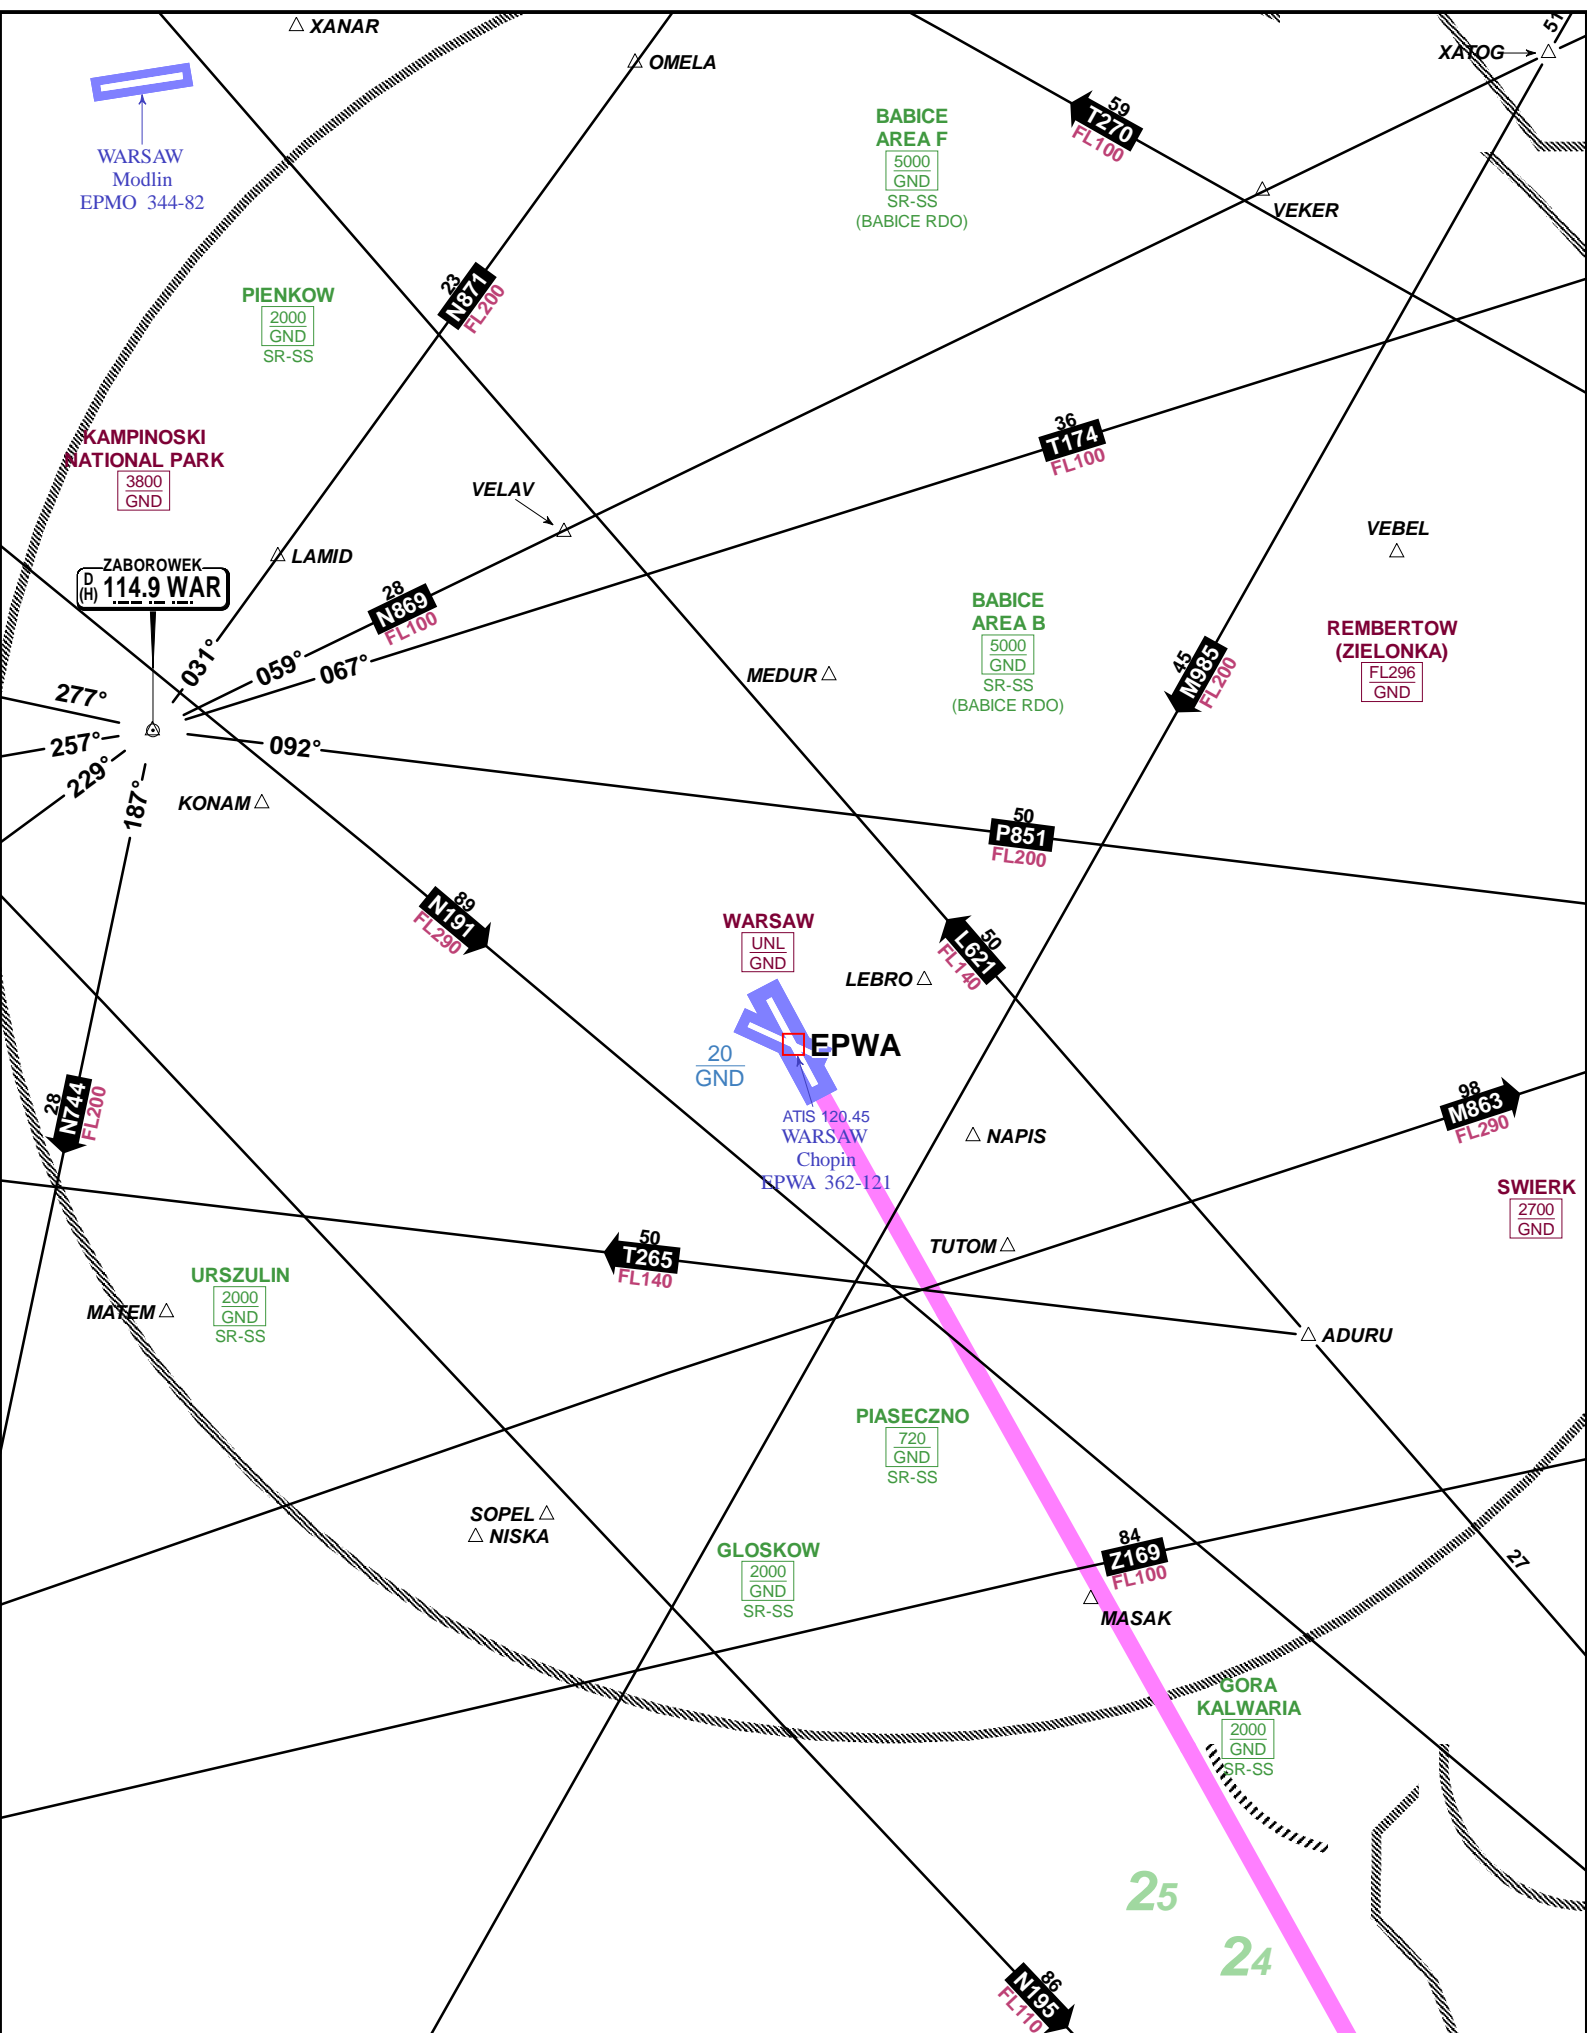 XANAR
OMELA
XATOG
51
WARSAW
Modlin
EPMO 344-82
BABICE
AREA F
5000
GND
SR-SS
(BABICE RDO)
59
T270
FL100
VEKER
23
N871
FL200
PIENKOW
2000
GND
SR-SS
KAMPINOSKI
NATIONAL PARK
3800
GND
36
T174
FL100
VELAV
VEBEL
LAMID
ZABOROWEK
D
(H) 114.9 WAR
28
N869
FL100
BABICE
AREA B
5000
GND
SR-SS
(BABICE RDO)
REMBERTOW
(ZIELONKA)
FL296
GND
031°
059°
067°
MEDUR
45
M985
FL200
277°
257°
229°
187°
092°
KONAM
50
P851
FL200
89
N191
FL290
WARSAW
UNL
GND
LEBRO
50
L621
FL140
EPWA
20
GND
ATIS 120.45
WARSAW
Chopin
EPWA 362-121
28
N744
FL200
NAPIS
98
M863
FL290
SWIERK
2700
GND
50
T265
FL140
TUTOM
URSZULIN
2000
GND
SR-SS
MATEM
ADURU
PIASECZNO
720
GND
SR-SS
SOPEL
NISKA
GLOSKOW
2000
GND
SR-SS
84
Z169
FL100
27
MASAK
GORA
KALWARIA
2000
GND
SR-SS
25
24
86
N195
FL110